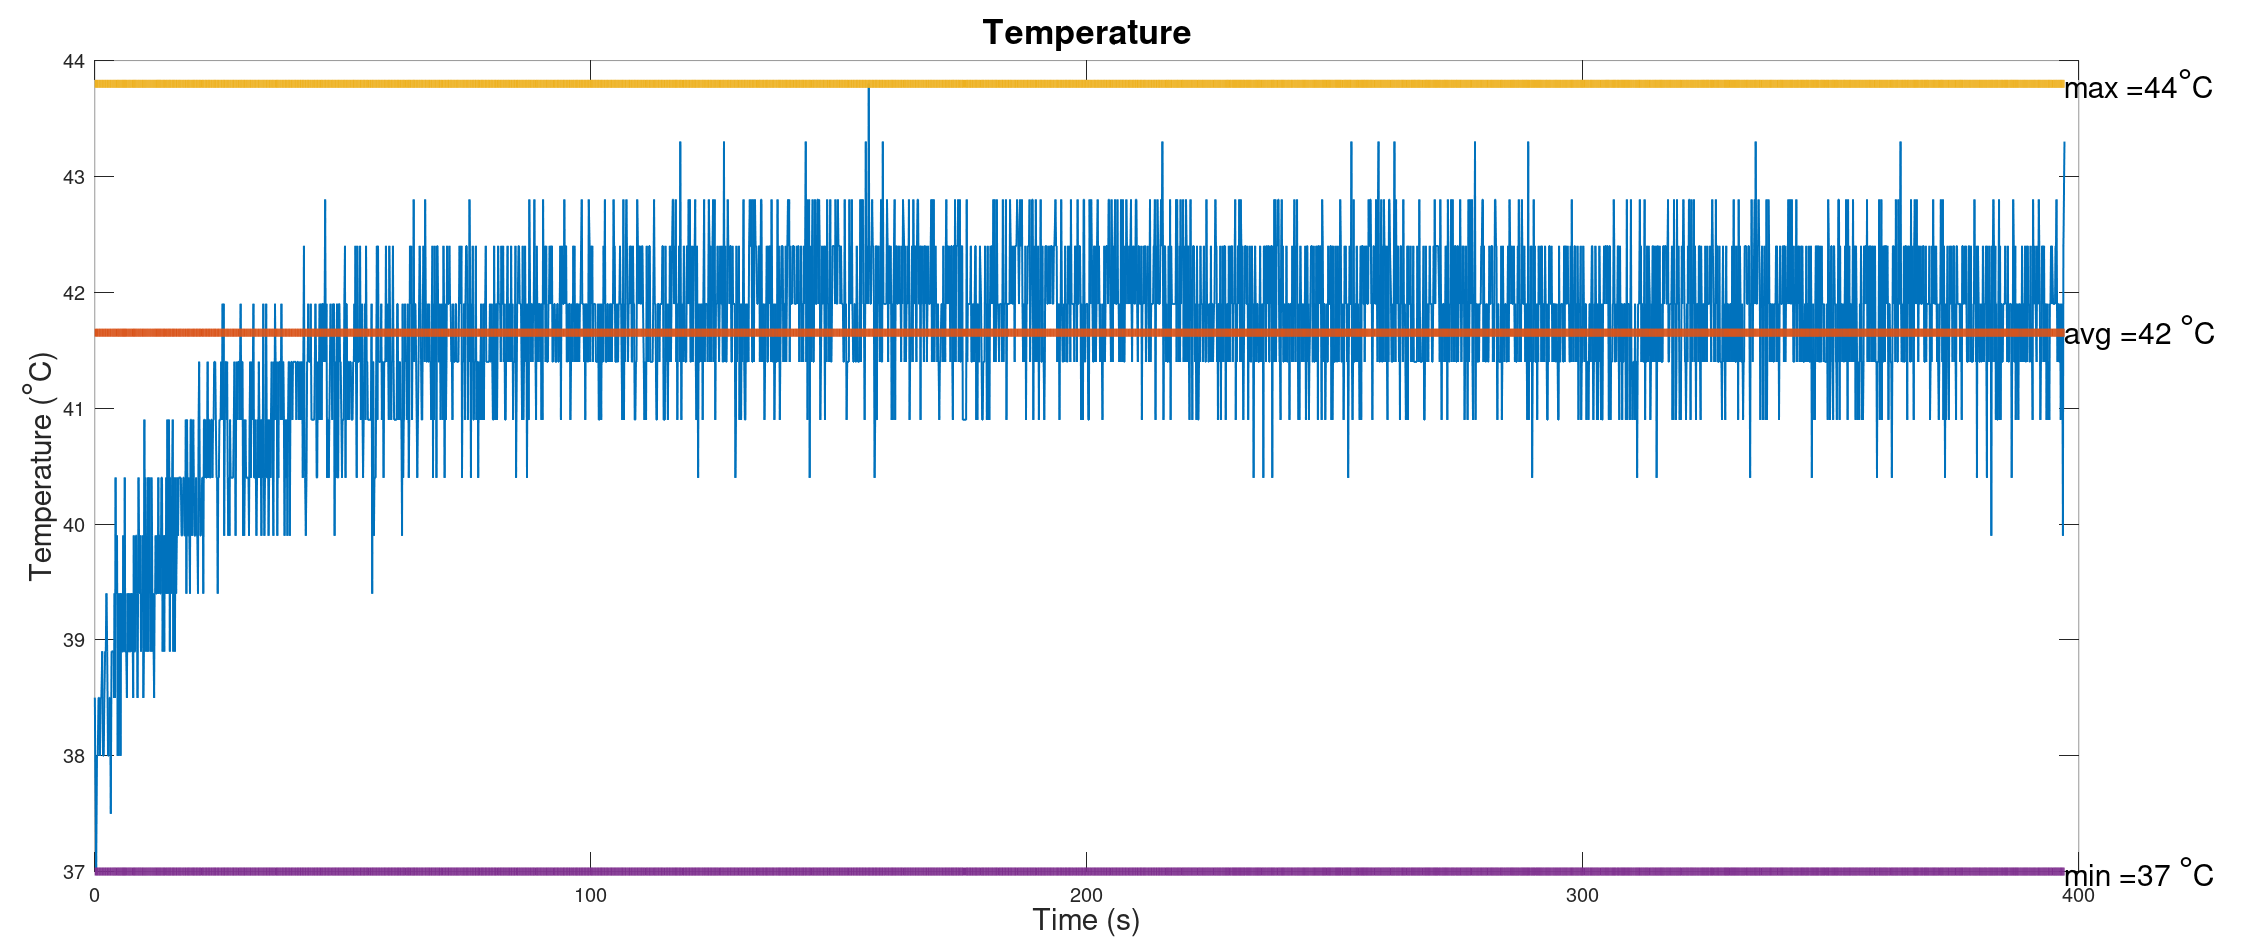 Temperature
44
43
42
41
40
39
38
37
Temperature (°C)
0
100
200
300
400
Time (s)
max =44°C
avg =42 °C
min =37 °C